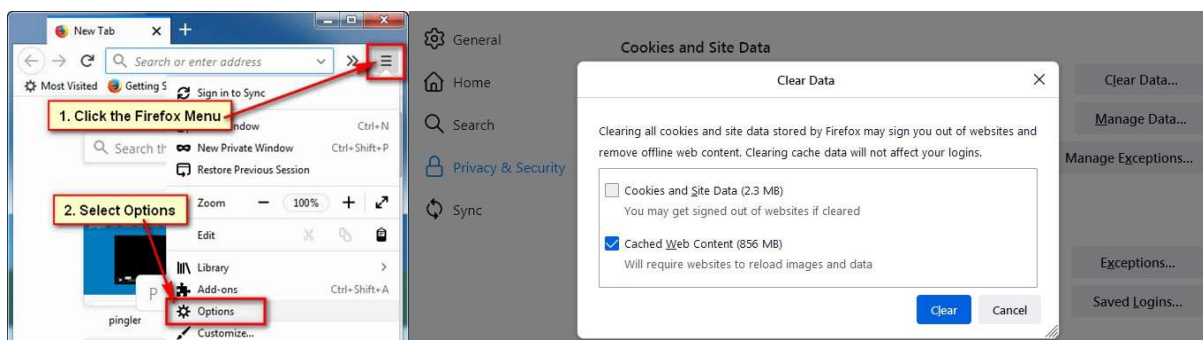 New Tab
Search or enter address
Most Visited
Getting S
Sign in to Sync
1. Click the Firefox Menu
ndow Ctrl+N
Search th
New Private Window Ctrl+Shift+P
Restore Previous Session
Zoom 100%
2. Select Options
Edit
Library
P
Add-ons Ctrl+Shift+A
Options
pingler
Customize...
General
Home
Search
Privacy & Security
Sync
Cookies and Site Data
Clear Data
Clearing all cookies and site data stored by Firefox may sign you out of websites and
remove offline web content. Clearing cache data will not affect your logins.
Cookies and Site Data (2.3 MB)
You may get signed out of websites if cleared
Cached Web Content (856 MB)
Will require websites to reload images and data
Clear Cancel
Clear Data...
Manage Data...
Manage Exceptions...
Exceptions...
Saved Logins...